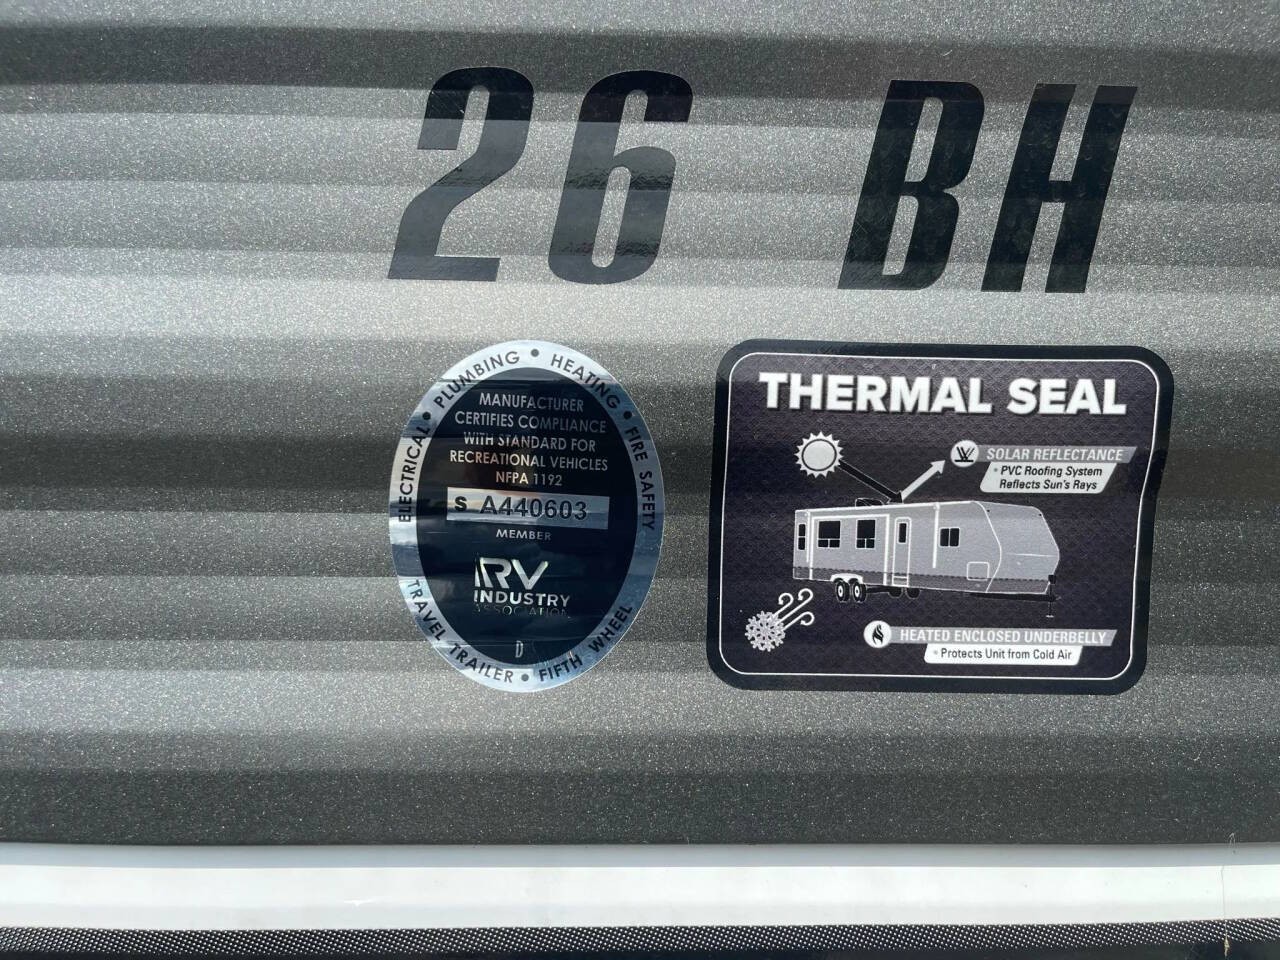 26 BH
ELECTRICAL • PLUMBING • HEATING • FIRE SAFETY
MANUFACTURER
CERTIFIES COMPLIANCE
WITH STANDARD FOR
RECREATIONAL VEHICLES
NFPA 1192
S A440603
MEMBER
RV
INDUSTRY
ASSOCIATION
D
TRAVEL TRAILER • FIFTH WHEEL
THERMAL SEAL
SOLAR REFLECTANCE
* PVC Roofing System
Reflects Sun's Rays
HEATED ENCLOSED UNDERBELLY
* Protects Unit from Cold Air